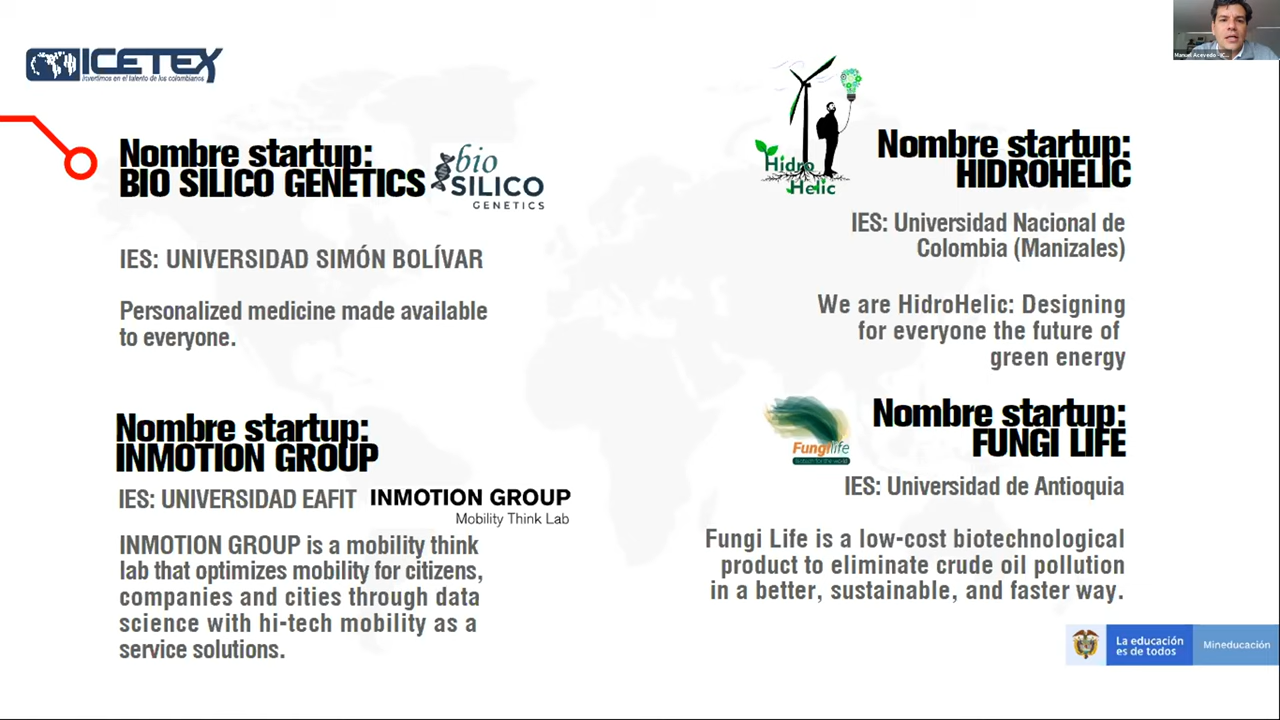 ICETEX
Invertimos en el talento de los colombianos
Manuel Acevedo - IC...
Nombre startup:
BIO SILICO GENETICS
bio
SILICO
GENETICS
IES: UNIVERSIDAD SIMÓN BOLÍVAR
Personalized medicine made available
to everyone.
Hidro
Helic
Nombre startup:
HIDROHELIC
IES: Universidad Nacional de
Colombia (Manizales)
We are HidroHelic: Designing
for everyone the future of
green energy
Nombre startup:
INMOTION GROUP
IES: UNIVERSIDAD EAFIT
INMOTION GROUP
Mobility Think Lab
INMOTION GROUP is a mobility think
lab that optimizes mobility for citizens,
companies and cities through data
science with hi-tech mobility as a
service solutions.
Fungilife
Nombre startup:
FUNGI LIFE
IES: Universidad de Antioquia
Fungi Life is a low-cost biotechnological
product to eliminate crude oil pollution
in a better, sustainable, and faster way.
La educación
es de todos
Mineducación